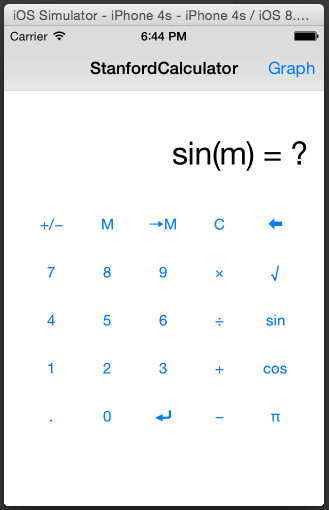 iOS Simulator - iPhone 4s - iPhone 4s / iOS 8....
Carrier 6:44 PM
StanfordCalculator Graph
sin(m) = ?
+/− M →M C ⬅
7 8 9 × √
4 5 6 ÷ sin
1 2 3 + cos
. 0 ↵ − π